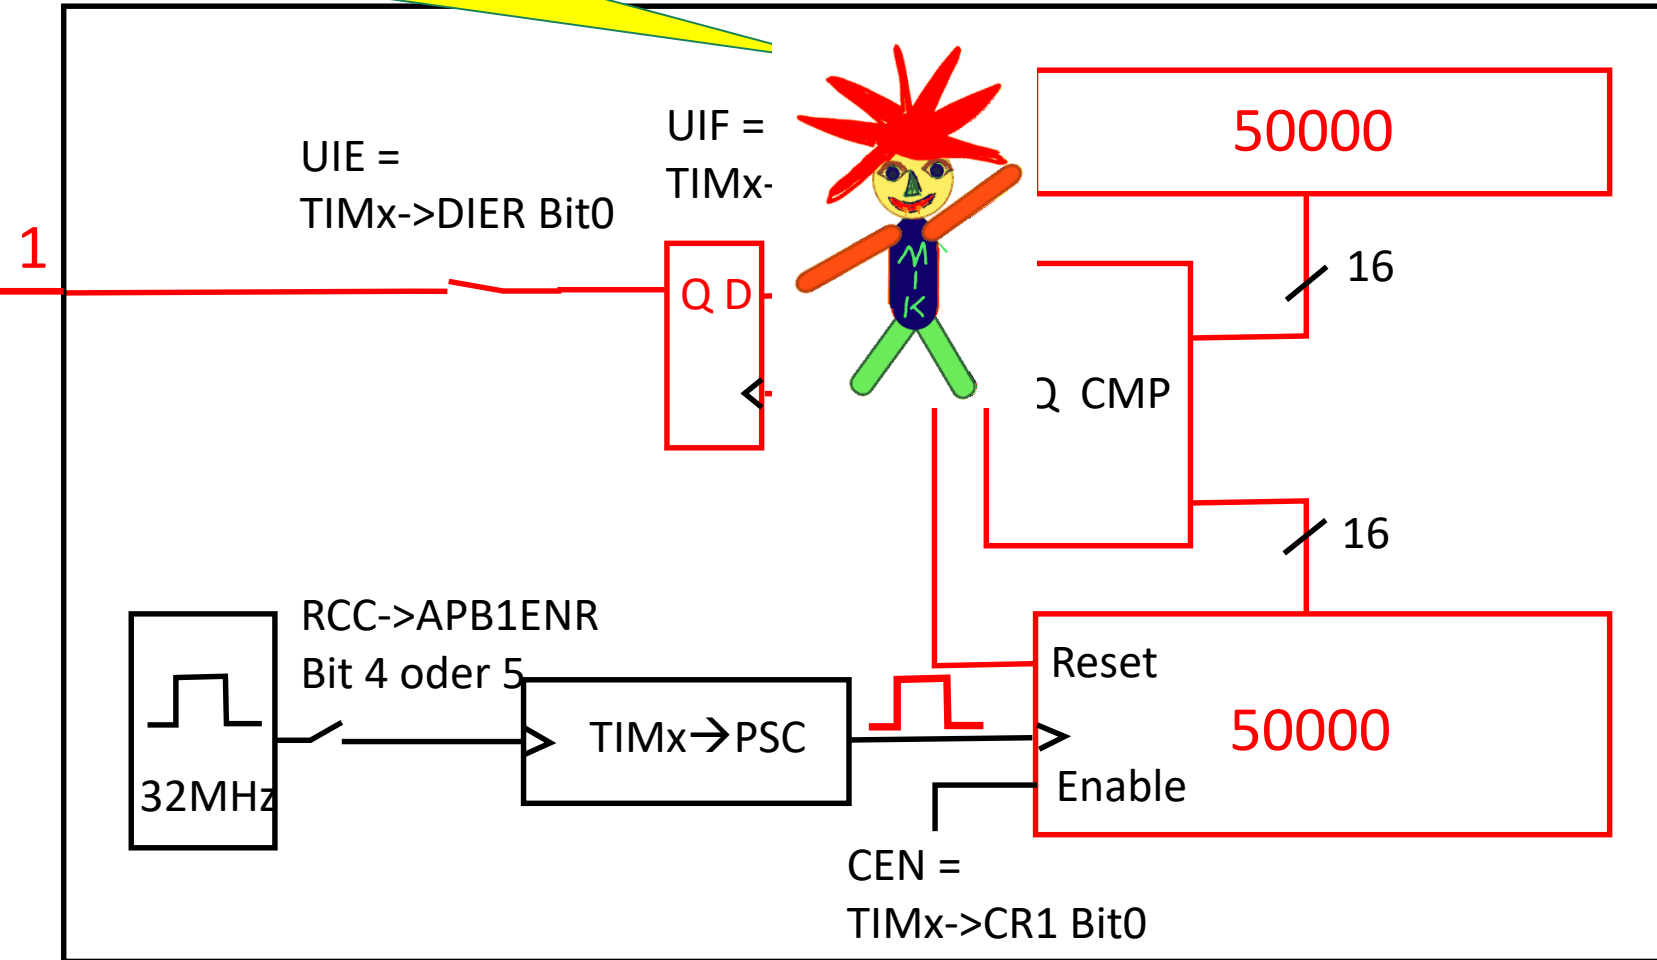 50000
UIF =
TIMx-
UIE =
TIMx->DIER Bit0
1
16
Q D
M
I
K
Q CMP
16
RCC->APB1ENR
Bit 4 oder 5
Reset
TIMx→PSC
50000
32MHz
Enable
CEN =
TIMx->CR1 Bit0